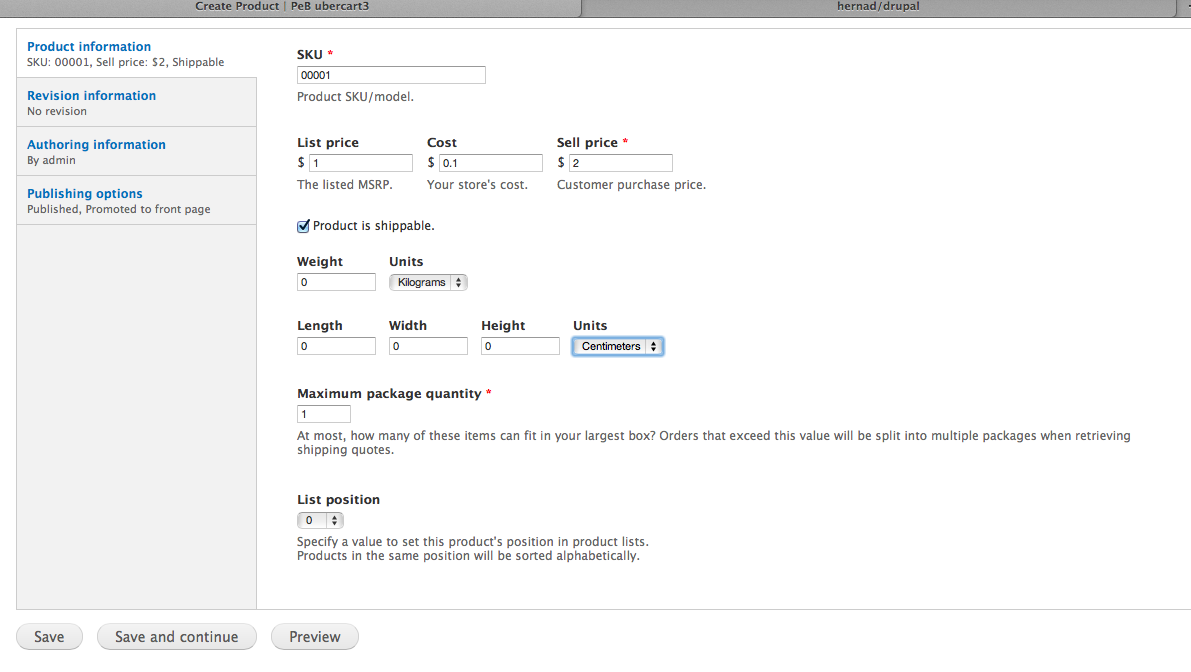 Create Product | PeB ubercart3
hernad/drupal
Product information
SKU: 00001, Sell price: $2, Shippable
Revision information
No revision
Authoring information
By admin
Publishing options
Published, Promoted to front page
SKU *
00001
Product SKU/model.
List price Cost Sell price *
$ 1 $ 0.1 $ 2
The listed MSRP. Your store's cost. Customer purchase price.
Product is shippable.
Weight Units
0 Kilograms
Length Width Height Units
0 0 0 Centimeters
Maximum package quantity *
1
At most, how many of these items can fit in your largest box? Orders that exceed this value will be split into multiple packages when retrieving
shipping quotes.
List position
0
Specify a value to set this product's position in product lists.
Products in the same position will be sorted alphabetically.
Save Save and continue Preview